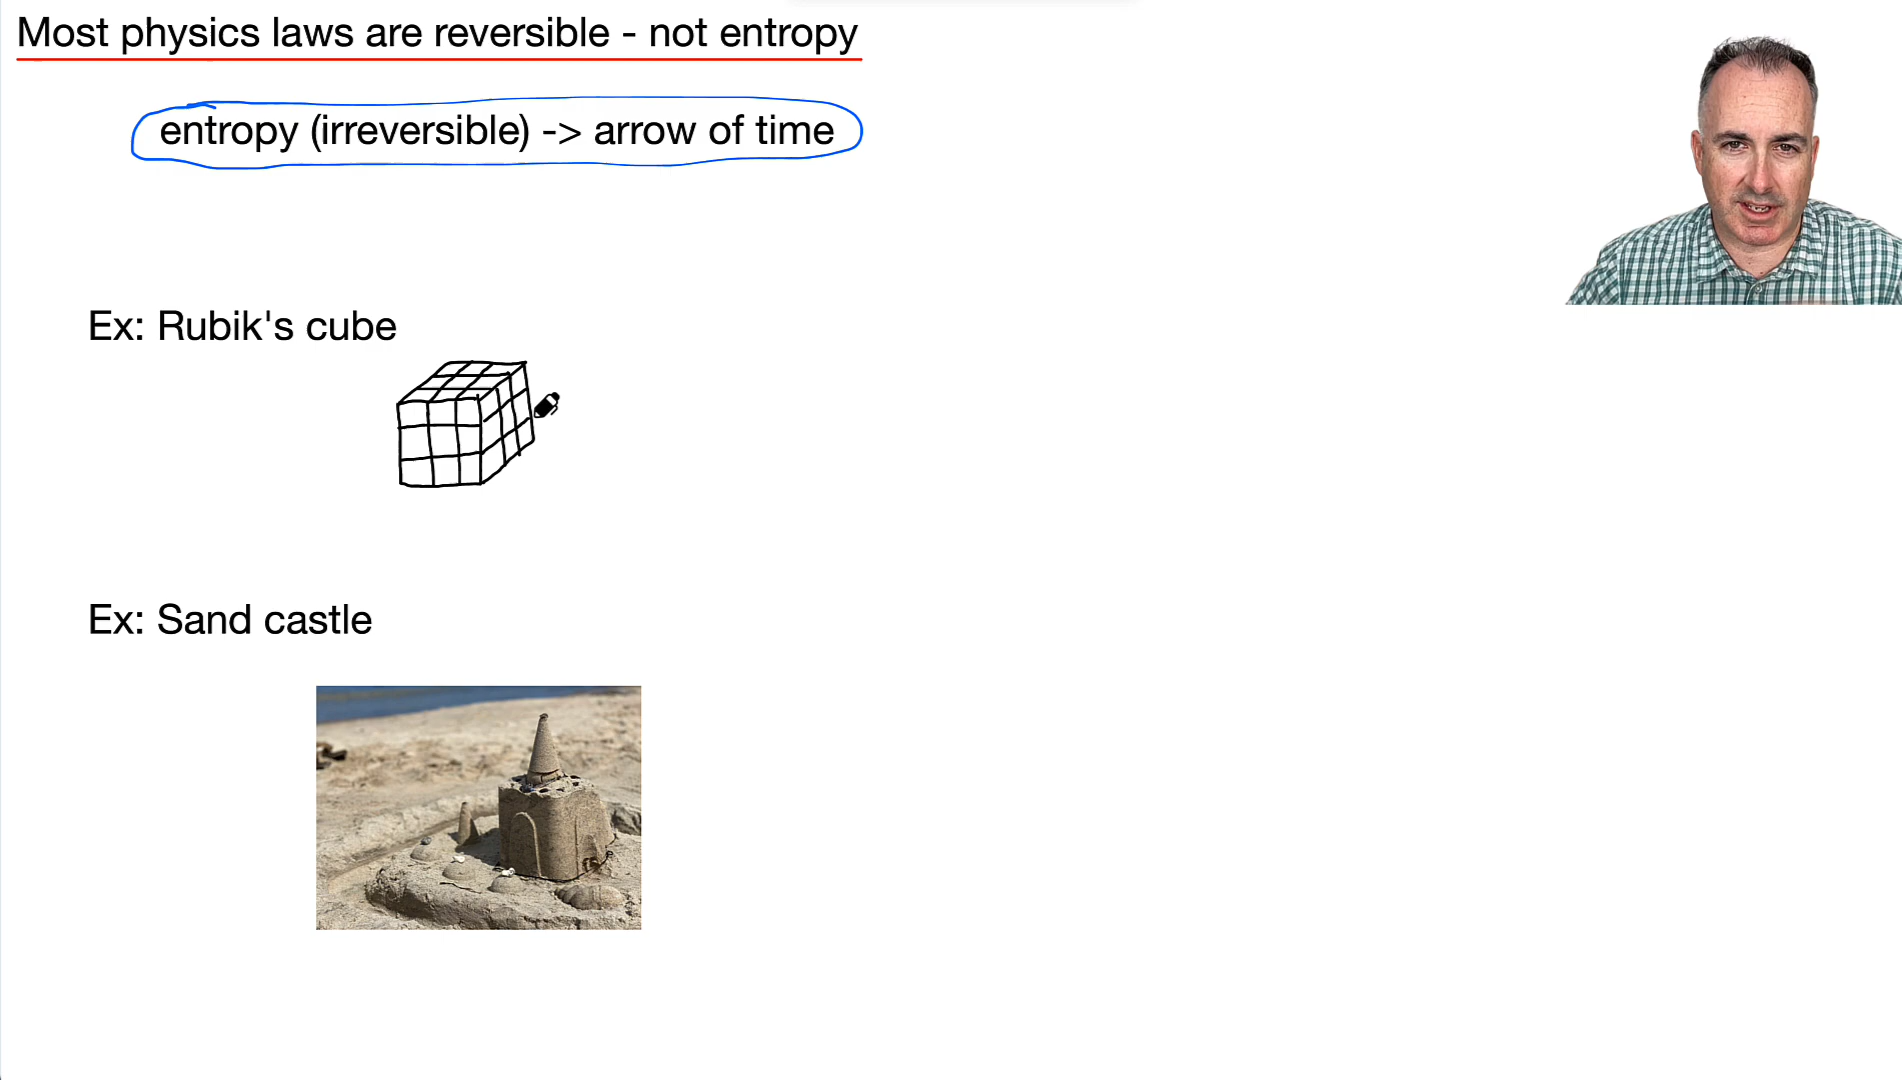 Most physics laws are reversible - not entropy
entropy (irreversible) -> arrow of time
Ex: Rubik's cube
Ex: Sand castle